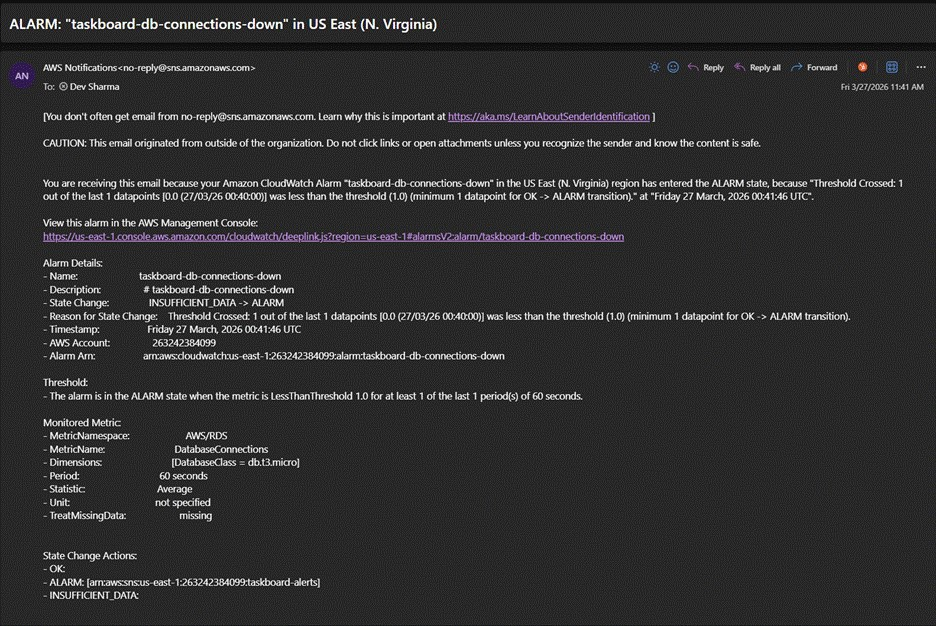 ALARM: "taskboard-db-connections-down" in US East (N. Virginia)
AN
AWS Notifications<no-reply@sns.amazonaws.com>
Reply
Reply all
Forward
To: Dev Sharma
Fri 3/27/2026 11:41 AM
[You don't often get email from no-reply@sns.amazonaws.com. Learn why this is important at https://aka.ms/LearnAboutSenderIdentification ]
CAUTION: This email originated from outside of the organization. Do not click links or open attachments unless you recognize the sender and know the content is safe.
You are receiving this email because your Amazon CloudWatch Alarm "taskboard-db-connections-down" in the US East (N. Virginia) region has entered the ALARM state, because "Threshold Crossed: 1
out of the last 1 datapoints [0.0 (27/03/26 00:40:00)] was less than the threshold (1.0) (minimum 1 datapoint for OK -> ALARM transition)." at "Friday 27 March, 2026 00:41:46 UTC".
View this alarm in the AWS Management Console:
https://us-east-1.console.aws.amazon.com/cloudwatch/deeplink.js?region=us-east-1#alarmsV2:alarm/taskboard-db-connections-down
Alarm Details:
- Name: taskboard-db-connections-down
- Description: # taskboard-db-connections-down
- State Change: INSUFFICIENT_DATA -> ALARM
- Reason for State Change: Threshold Crossed: 1 out of the last 1 datapoints [0.0 (27/03/26 00:40:00)] was less than the threshold (1.0) (minimum 1 datapoint for OK -> ALARM transition).
- Timestamp: Friday 27 March, 2026 00:41:46 UTC
- AWS Account: 263242384099
- Alarm Arn: arn:aws:cloudwatch:us-east-1:263242384099:alarm:taskboard-db-connections-down
Threshold:
- The alarm is in the ALARM state when the metric is LessThanThreshold 1.0 for at least 1 of the last 1 period(s) of 60 seconds.
Monitored Metric:
- MetricNamespace: AWS/RDS
- MetricName: DatabaseConnections
- Dimensions: [DatabaseClass = db.t3.micro]
- Period: 60 seconds
- Statistic: Average
- Unit: not specified
- TreatMissingData: missing
State Change Actions:
- OK:
- ALARM: [arn:aws:sns:us-east-1:263242384099:taskboard-alerts]
- INSUFFICIENT_DATA: